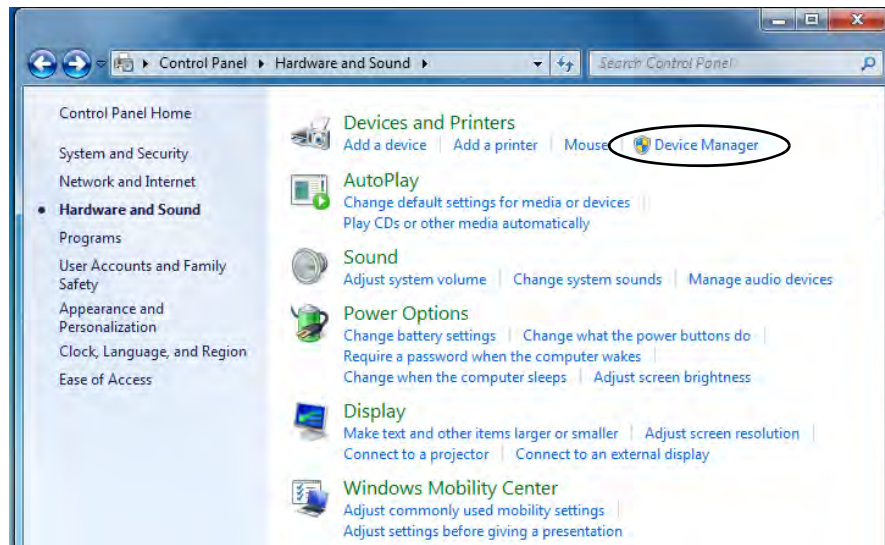 Control Panel Hardware and Sound Search Control Panel
Control Panel Home
System and Security
Network and Internet
Hardware and Sound
Programs
User Accounts and Family
Safety
Appearance and
Personalization
Clock, Language, and Region
Ease of Access
Devices and Printers
Add a device Add a printer Mouse Device Manager
AutoPlay
Change default settings for media or devices
Play CDs or other media automatically
Sound
Adjust system volume Change system sounds Manage audio devices
Power Options
Change battery settings Change what the power buttons do
Require a password when the computer wakes
Change when the computer sleeps Adjust screen brightness
Display
Make text and other items larger or smaller Adjust screen resolution
Connect to a projector Connect to an external display
Windows Mobility Center
Adjust commonly used mobility settings
Adjust settings before giving a presentation